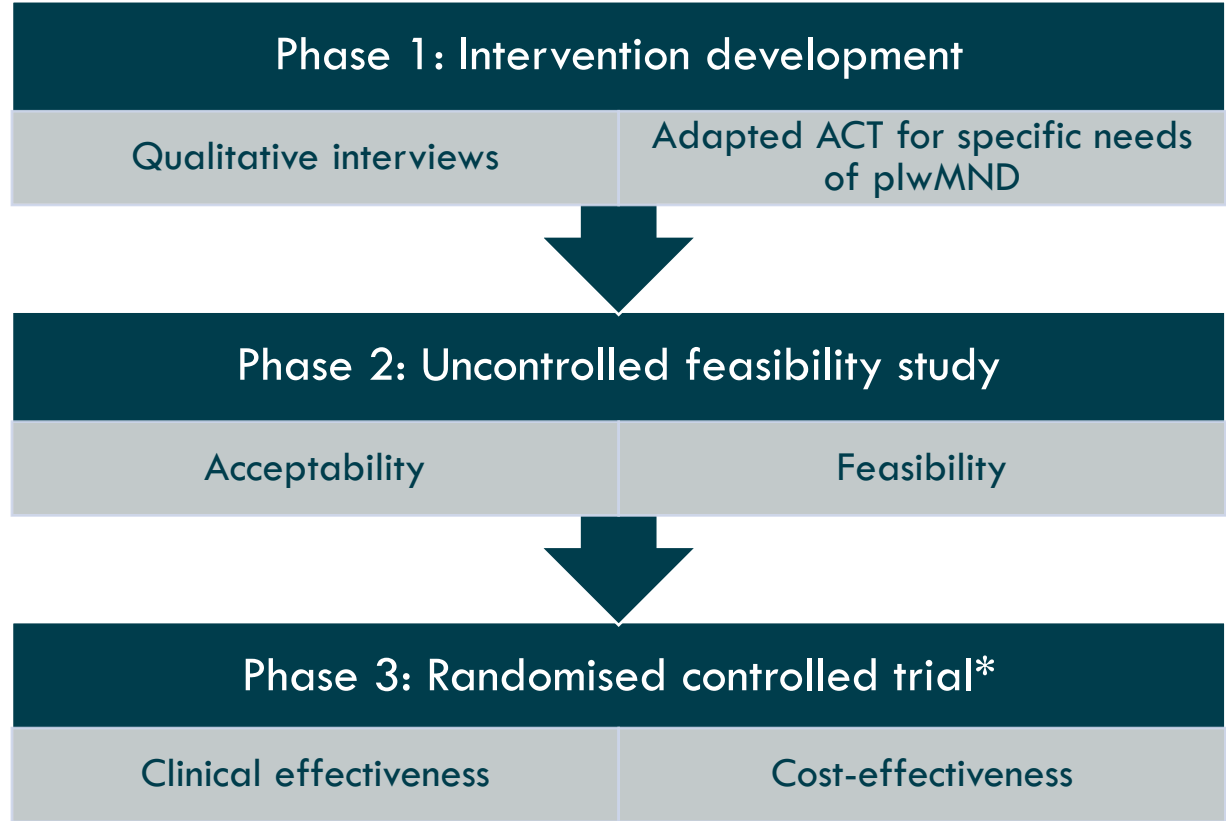 Phase 1: Intervention development
Qualitative interviews
Adapted ACT for specific needs
of plwMND
Phase 2: Uncontrolled feasibility study
Acceptability
Feasibility
Phase 3: Randomised controlled trial*
Clinical effectiveness
Cost-effectiveness